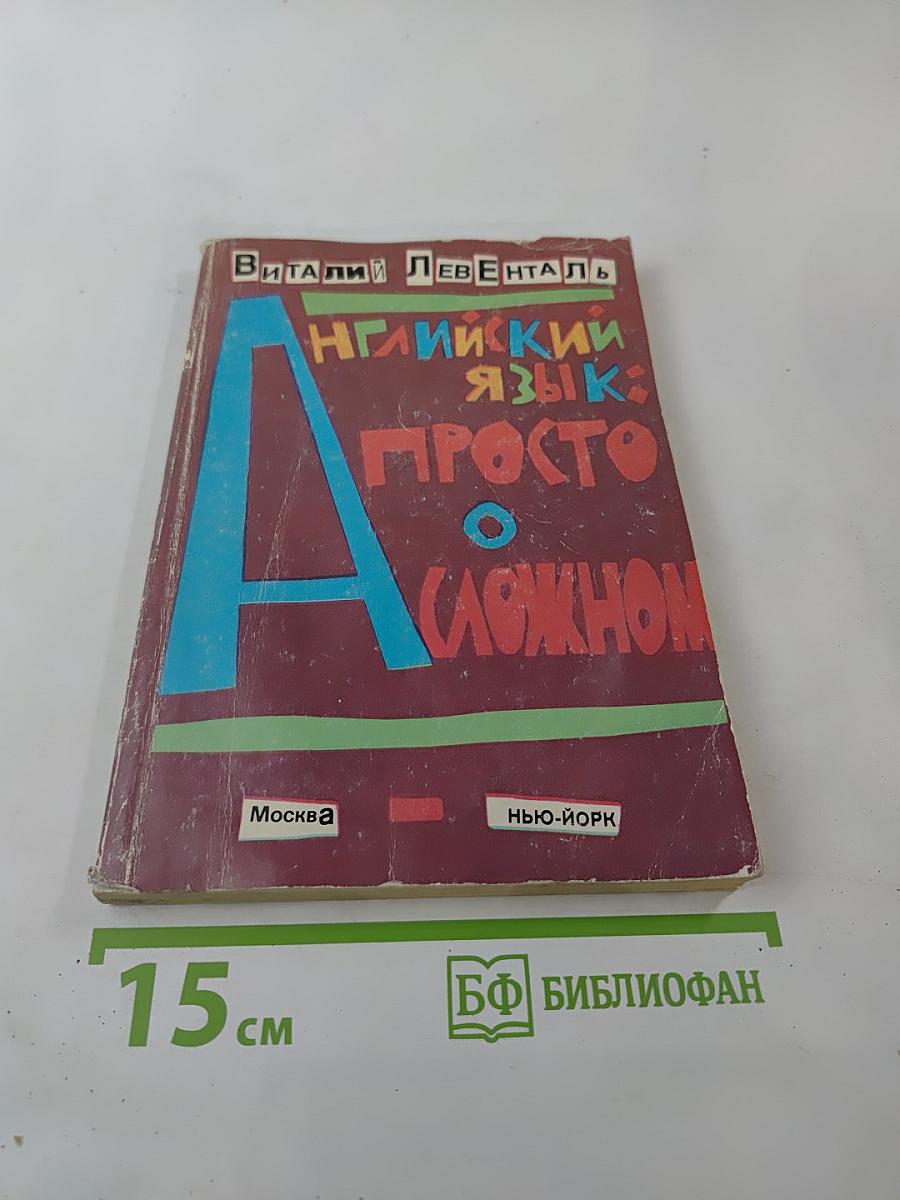 Виталий Левенталь
Английский
язык:
просто
о
сложном
Москва - НЬЮ-ЙОРК
15 см
БФ БИБЛИОФАН